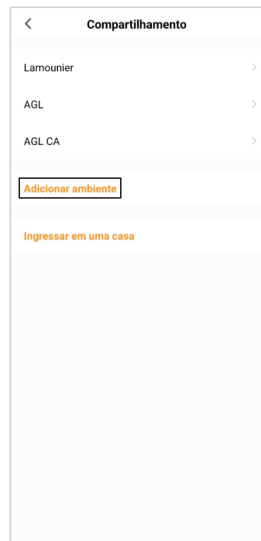 Compartilhamento
Lamounier
AGL
AGL CA
Adicionar ambiente
Ingressar em uma casa